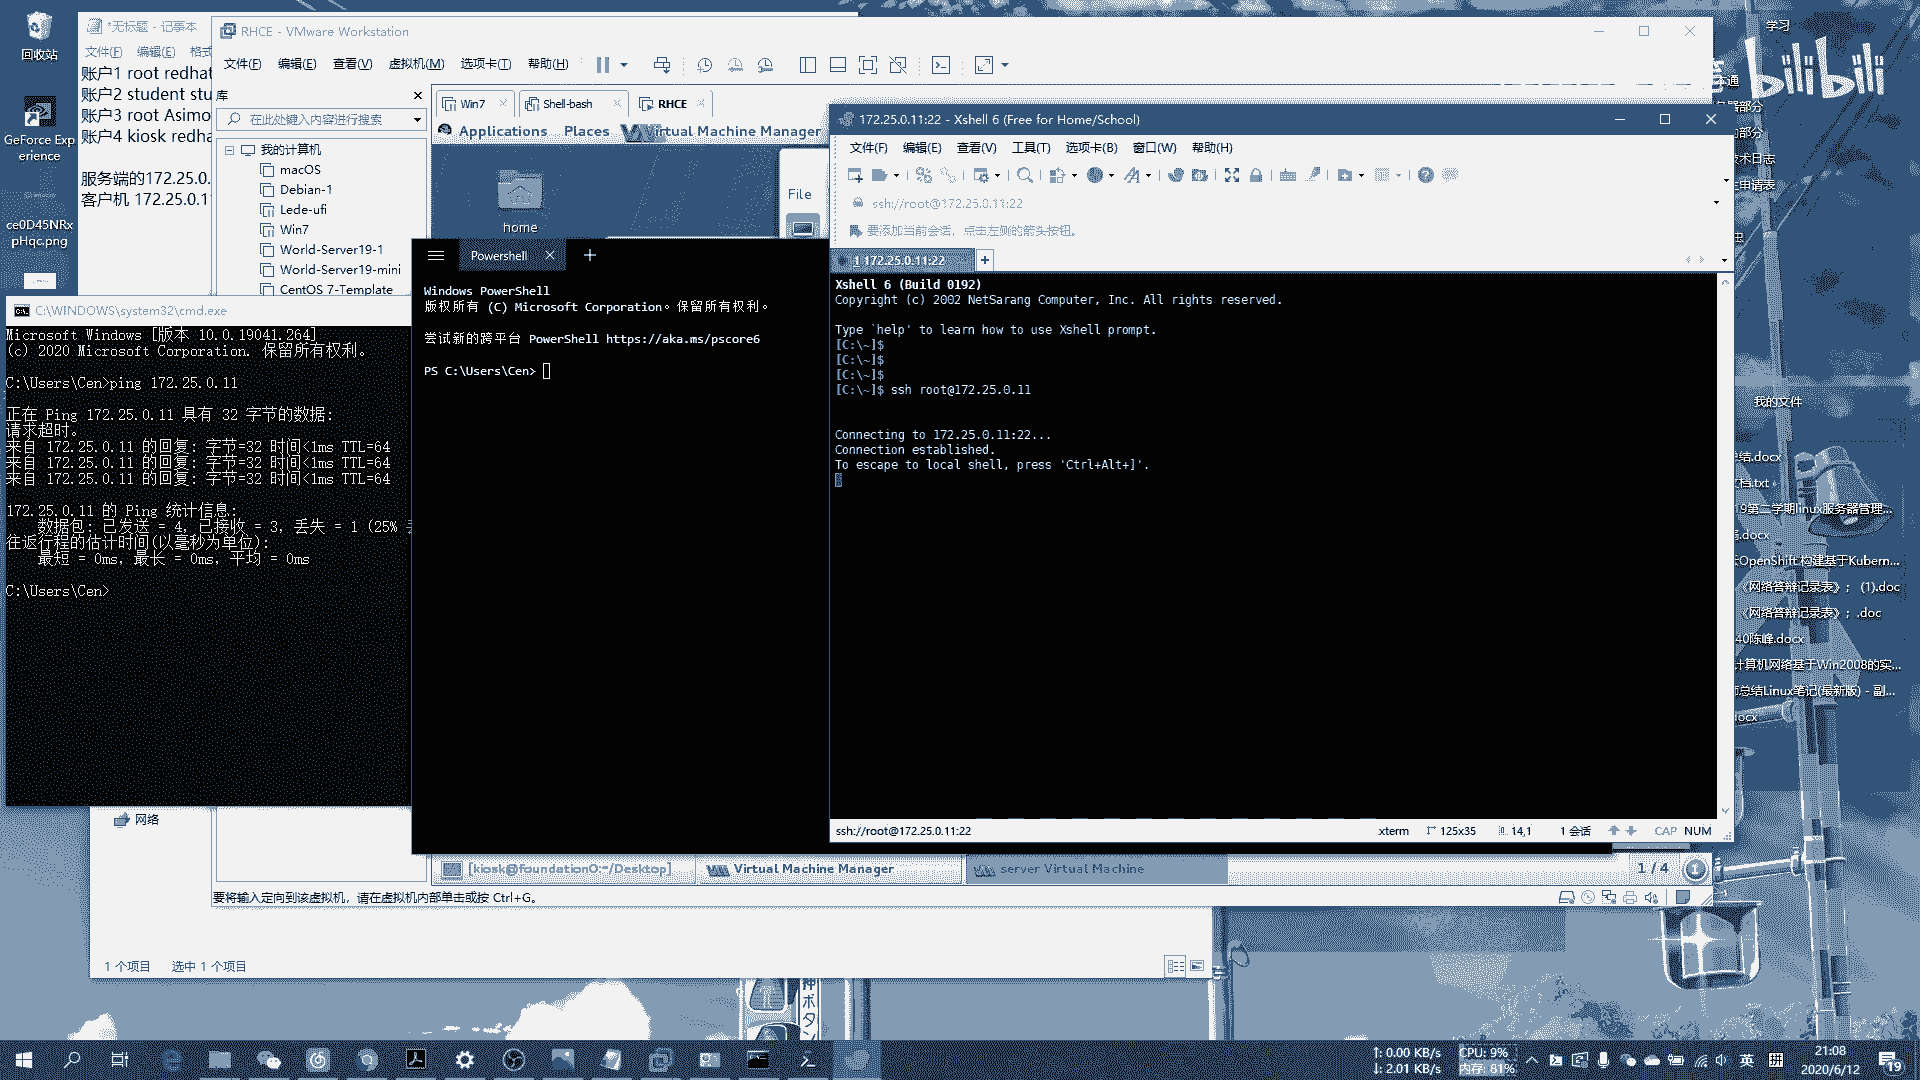 回收站
GeForce Exp
erience
ce0D45NRx
pHqc.png
*无标题 - 记事本
文件(F) 编辑(E) 格式
账户1 root redhat
账户2 student stu
账户3 root Asimo
账户4 kiosk redha
服务端的172.25.0.
客户机 172.25.0.1
RHCE - VMware Workstation
文件(F) 编辑(E) 查看(V) 虚拟机(M) 选项卡(T) 帮助(H)
库
在此处键入内容进行搜索
我的计算机
macOS
Debian-1
Lede-ufi
Win7
World-Server19-1
World-Server19-mini
CentOS 7-Template
Win7 Shell-bash RHCE
Applications Places Virtual Machine Manager
home
File
C:\WINDOWS\system32\cmd.exe
Microsoft Windows [版本 10.0.19041.264]
(c) 2020 Microsoft Corporation. 保留所有权利。
C:\Users\Cen>ping 172.25.0.11
正在 Ping 172.25.0.11 具有 32 字节的数据:
请求超时。
来自 172.25.0.11 的回复: 字节=32 时间<1ms TTL=64
来自 172.25.0.11 的回复: 字节=32 时间<1ms TTL=64
来自 172.25.0.11 的回复: 字节=32 时间<1ms TTL=64
172.25.0.11 的 Ping 统计信息:
数据包: 已发送 = 4，已接收 = 3，丢失 = 1 (25%
往返行程的估计时间(以毫秒为单位):
最短 = 0ms，最长 = 0ms，平均 = 0ms
C:\Users\Cen>
Powershell
Windows PowerShell
版权所有 (C) Microsoft Corporation。保留所有权利。
尝试新的跨平台 PowerShell https://aka.ms/pscore6
PS C:\Users\Cen>
172.25.0.11:22 - Xshell 6 (Free for Home/School)
文件(F) 编辑(E) 查看(V) 工具(T) 选项卡(B) 窗口(W) 帮助(H)
ssh://root@172.25.0.11:22
要添加当前会话，点击左侧的箭头按钮。
1 172.25.0.11:22
Xshell 6 (Build 0192)
Copyright (c) 2002 NetSarang Computer, Inc. All rights reserved.
Type `help' to learn how to use Xshell prompt.
[C:\~]$
[C:\~]$
[C:\~]$
[C:\~]$ ssh root@172.25.0.11
Connecting to 172.25.0.11:22...
Connection established.
To escape to local shell, press 'Ctrl+Alt+]'.
ssh://root@172.25.0.11:22 xterm 125x35 14,1 1 会话 CAP NUM
网络
[kiosk@foundation0:~/Desktop] Virtual Machine Manager server Virtual Machine 1 / 4
要将输入定向到该虚拟机，请在虚拟机内部单击或按 Ctrl+G。
1 个项目 选中 1 个项目
学习
bilibili
通
部分
的部分
术日志
申请表
我的文件
结.docx
文档.txt
19第二学期linux服务器管理...
.docx
OpenShift 构建基于Kubern...
《网络答辩记录表》；(1).doc
《网络答辩记录表》；.doc
40陈峰.docx
计算机网络基于Win2008的实...
总结Linux笔记(最新版) - 副...
docx
ボタン
↑: 0.00 KB/s
↓: 2.01 KB/s
CPU: 9%
内存: 81%
英
拼
21:08
2020/6/12
19